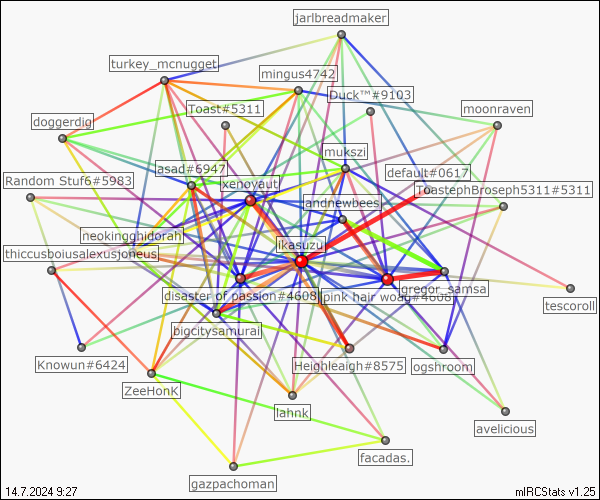 jarlbreadmaker
turkey_mcnugget
mingus4742
Duck™#9103
Toast#5311
moonraven
doggerdig
mukszi
asad#6947
default#0617
Random Stuf6#5983
xenoyaut
ToastephBroseph5311#5311
andnewbees
neokingghidorah
ikasuzu
thiccusboiusalexusjoneus
gregor_samsa
disaster of passion#4608
pink hair woag#4608
tescoroll
bigcitysamurai
Knowun#6424
Heighleaigh#8575
ogshroom
ZeeHonK
lahnk
avelicious
facadas.
gazpachoman
14.7.2024 9:27
mIRCStats v1.25